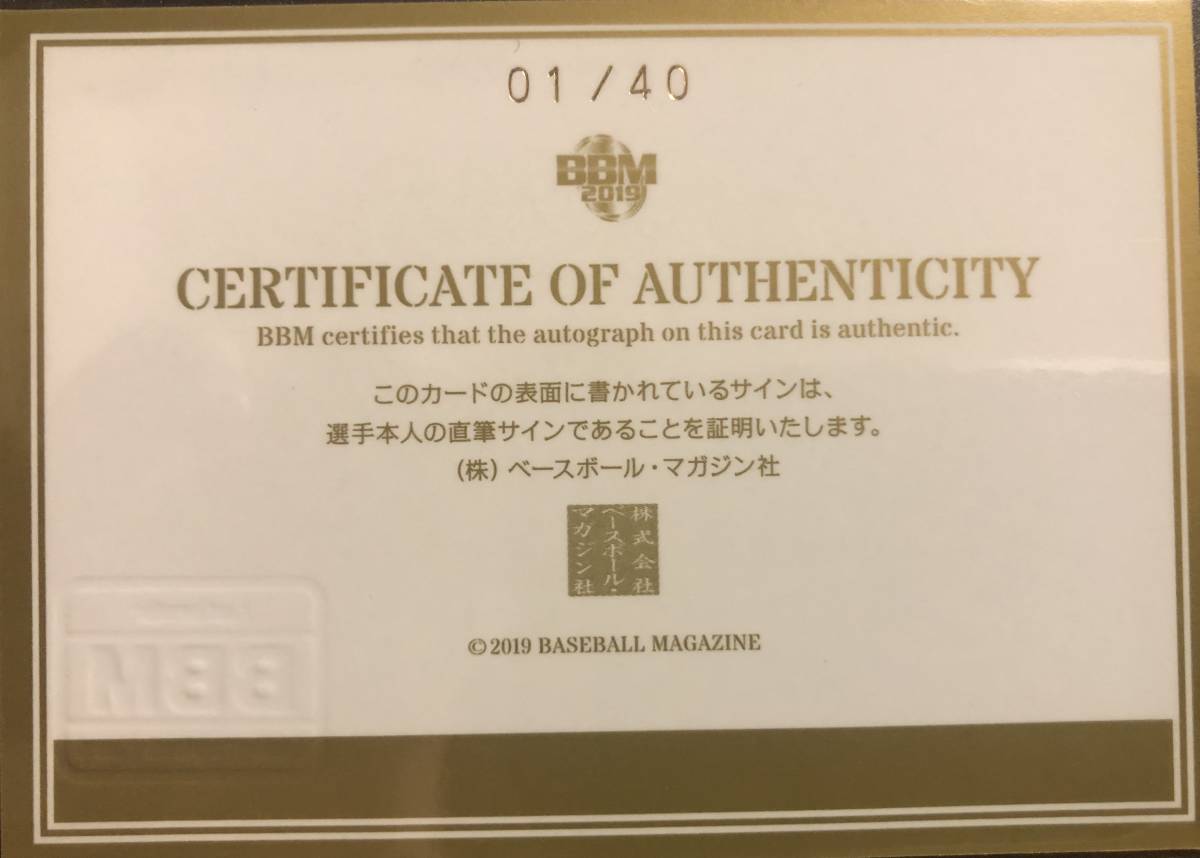 01/40
BBM
2019
CERTIFICATE OF AUTHENTICITY
BBM certifies that the autograph on this card is authentic.
このカードの表面に書かれているサインは、
選手本人の直筆サインであることを証明いたします。
(株) ベースボール・マガジン社
株式会社
ベースボール・
マガジン社
©2019 BASEBALL MAGAZINE
BBM